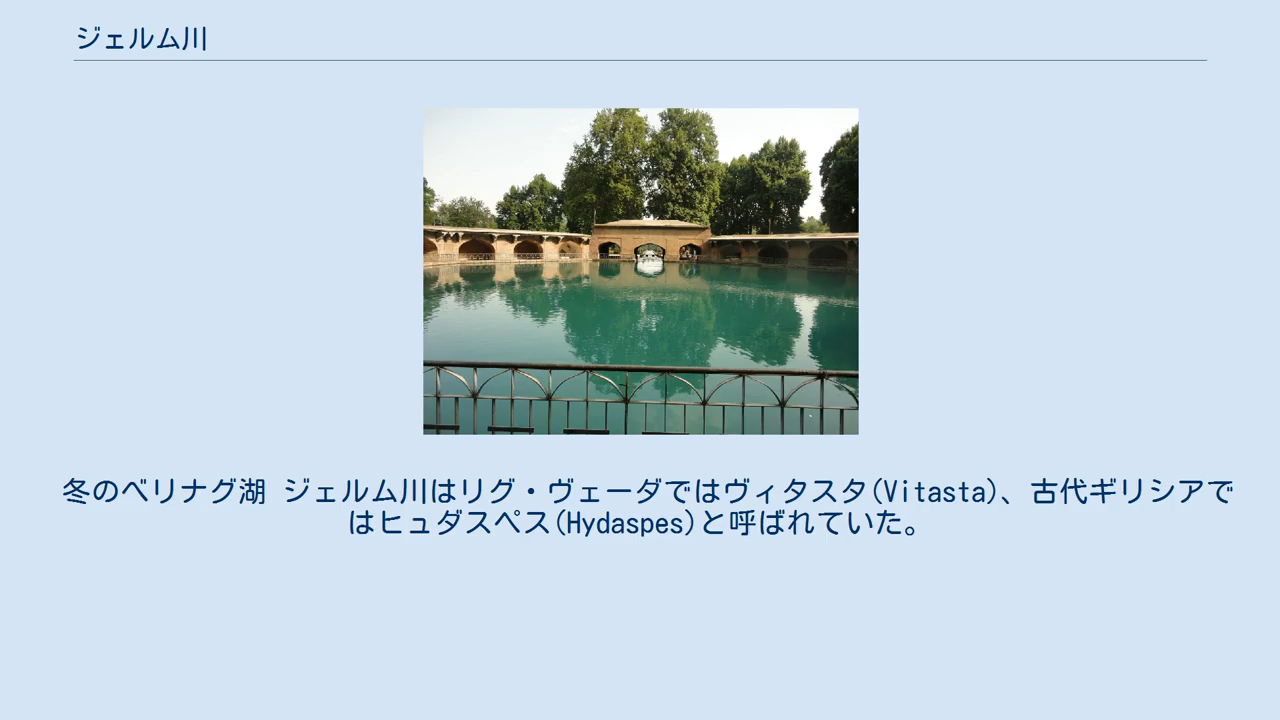 ジェルム川
冬のベリナグ湖 ジェルム川はリグ・ヴェーダではヴィタスタ(Vitasta)、古代ギリシアで
はヒュダスペス(Hydaspes)と呼ばれていた。